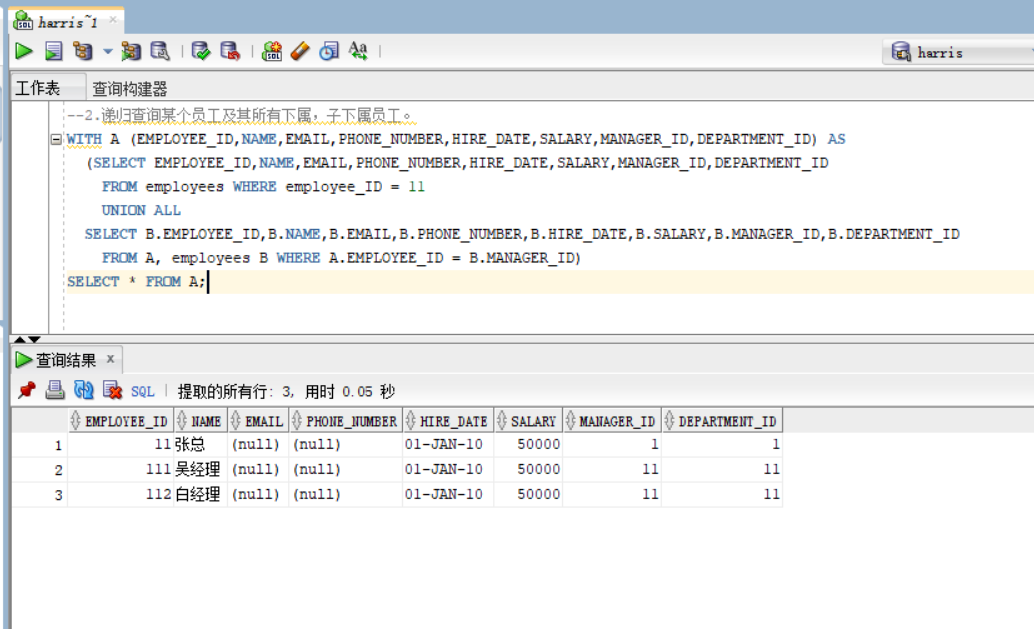 harris~1
harris
工作表 查询构建器
--2.递归查询某个员工及其所有下属，子下属员工。
WITH A (EMPLOYEE_ID,NAME,EMAIL,PHONE_NUMBER,HIRE_DATE,SALARY,MANAGER_ID,DEPARTMENT_ID) AS
(SELECT EMPLOYEE_ID,NAME,EMAIL,PHONE_NUMBER,HIRE_DATE,SALARY,MANAGER_ID,DEPARTMENT_ID
FROM employees WHERE employee_ID = 11
UNION ALL
SELECT B.EMPLOYEE_ID,B.NAME,B.EMAIL,B.PHONE_NUMBER,B.HIRE_DATE,B.SALARY,B.MANAGER_ID,B.DEPARTMENT_ID
FROM A, employees B WHERE A.EMPLOYEE_ID = B.MANAGER_ID)
SELECT * FROM A;
查询结果 x
SQL | 提取的所有行: 3, 用时 0.05 秒
EMPLOYEE_ID NAME EMAIL PHONE_NUMBER HIRE_DATE SALARY MANAGER_ID DEPARTMENT_ID
1 11 张总 (null) (null) 01-JAN-10 50000 1 1
2 111 吴经理 (null) (null) 01-JAN-10 50000 11 11
3 112 白经理 (null) (null) 01-JAN-10 50000 11 11